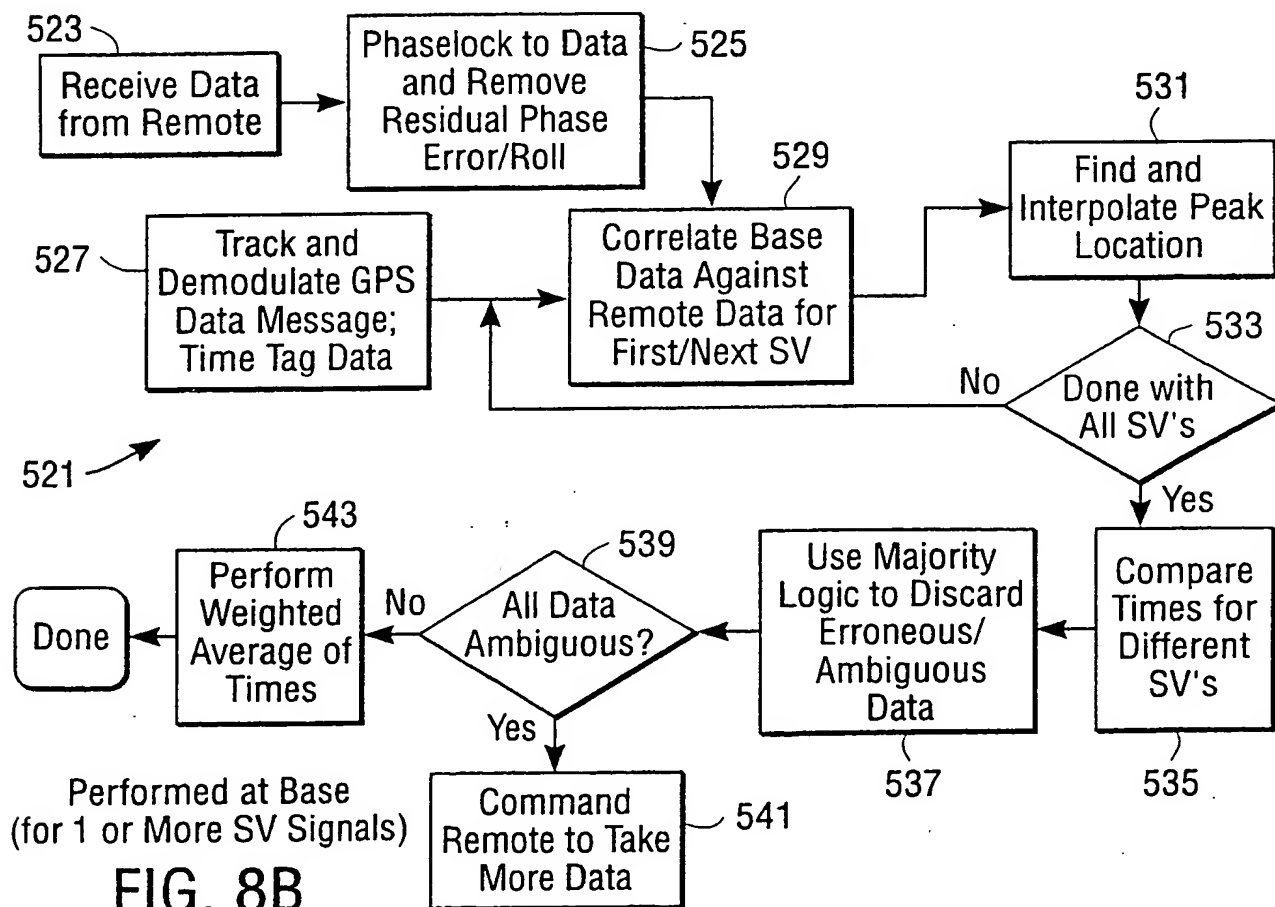 523
Receive Data
from Remote
Phaselock to Data
and Remove
Residual Phase
Error/Roll
525
527
Track and
Demodulate GPS
Data Message;
Time Tag Data
529
Correlate Base
Data Against
Remote Data for
First/Next SV
531
Find and
Interpolate Peak
Location
533
Done with
All SV's
No
Yes
521
535
Compare
Times for
Different
SV's
537
Use Majority
Logic to Discard
Erroneous/
Ambiguous
Data
539
All Data
Ambiguous?
No
Yes
543
Perform
Weighted
Average of
Times
Done
541
Command
Remote to Take
More Data
Performed at Base
(for 1 or More SV Signals)
FIG. 8B